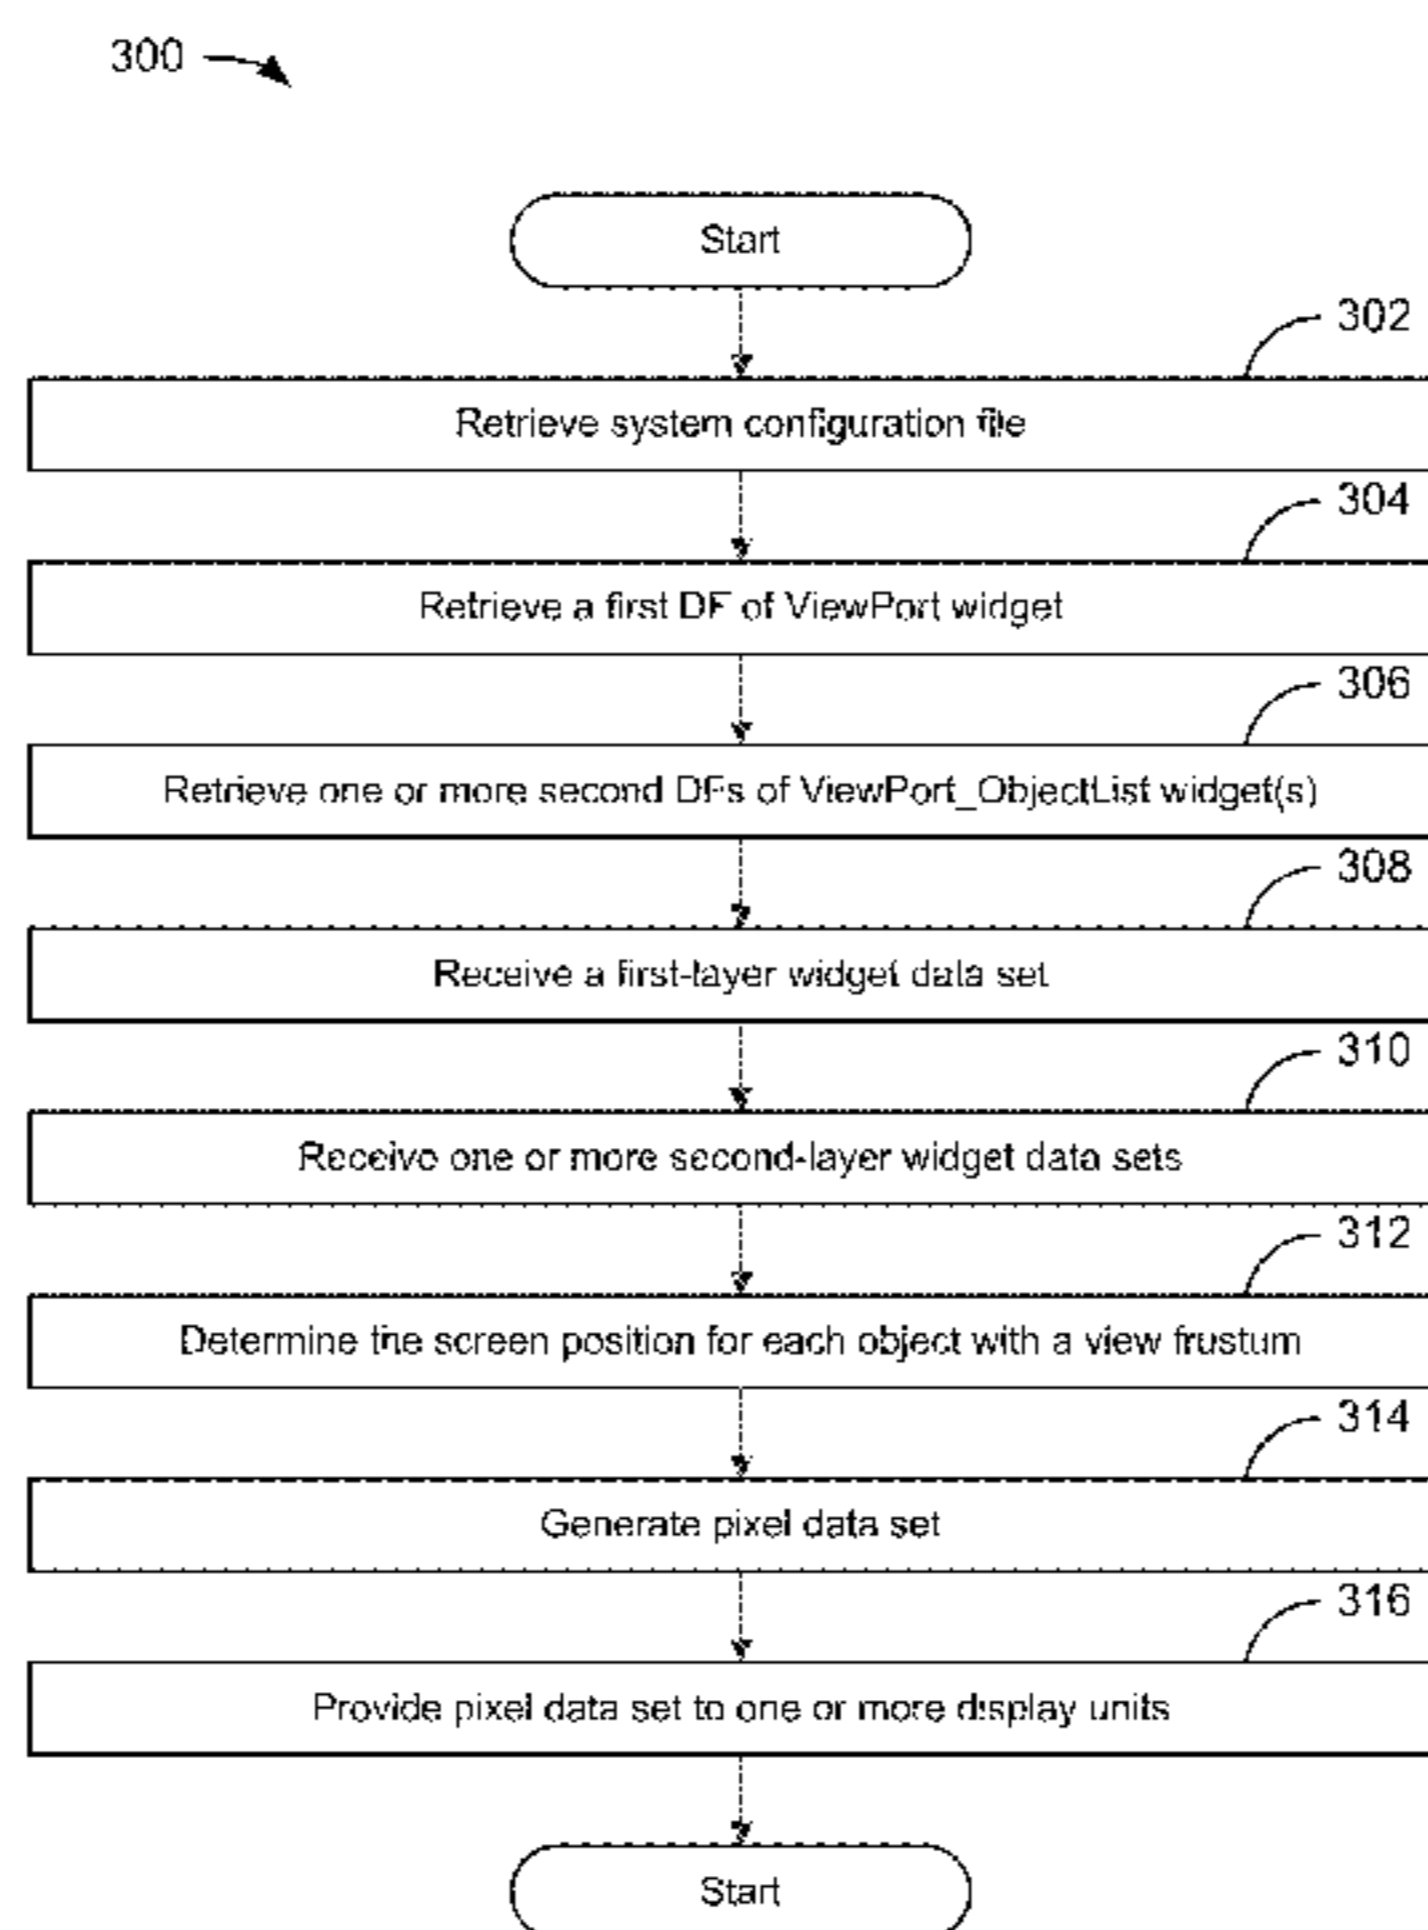 300
Start
302
Retrieve system configuration file
304
Retrieve a first DF of ViewPort widget
306
Retrieve one or more second DFs of ViewPort_ObjectList widget(s)
308
Receive a first-layer widget data set
310
Receive one or more second-layer widget data sets
312
Determine the screen position for each object with a view frustum
314
Generate pixel data set
316
Provide pixel data set to one or more display units
Start